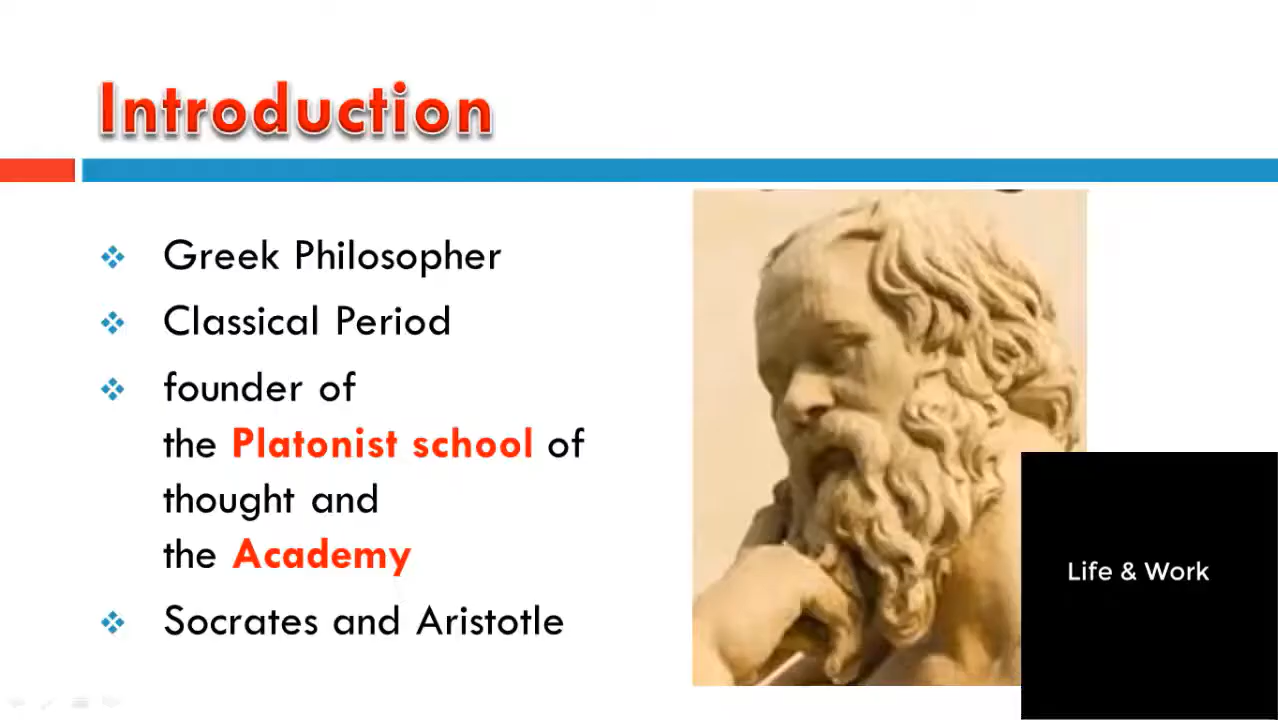 Introduction
Greek Philosopher
Classical Period
founder of
the Platonist school of
thought and
the Academy
Socrates and Aristotle
Life & Work